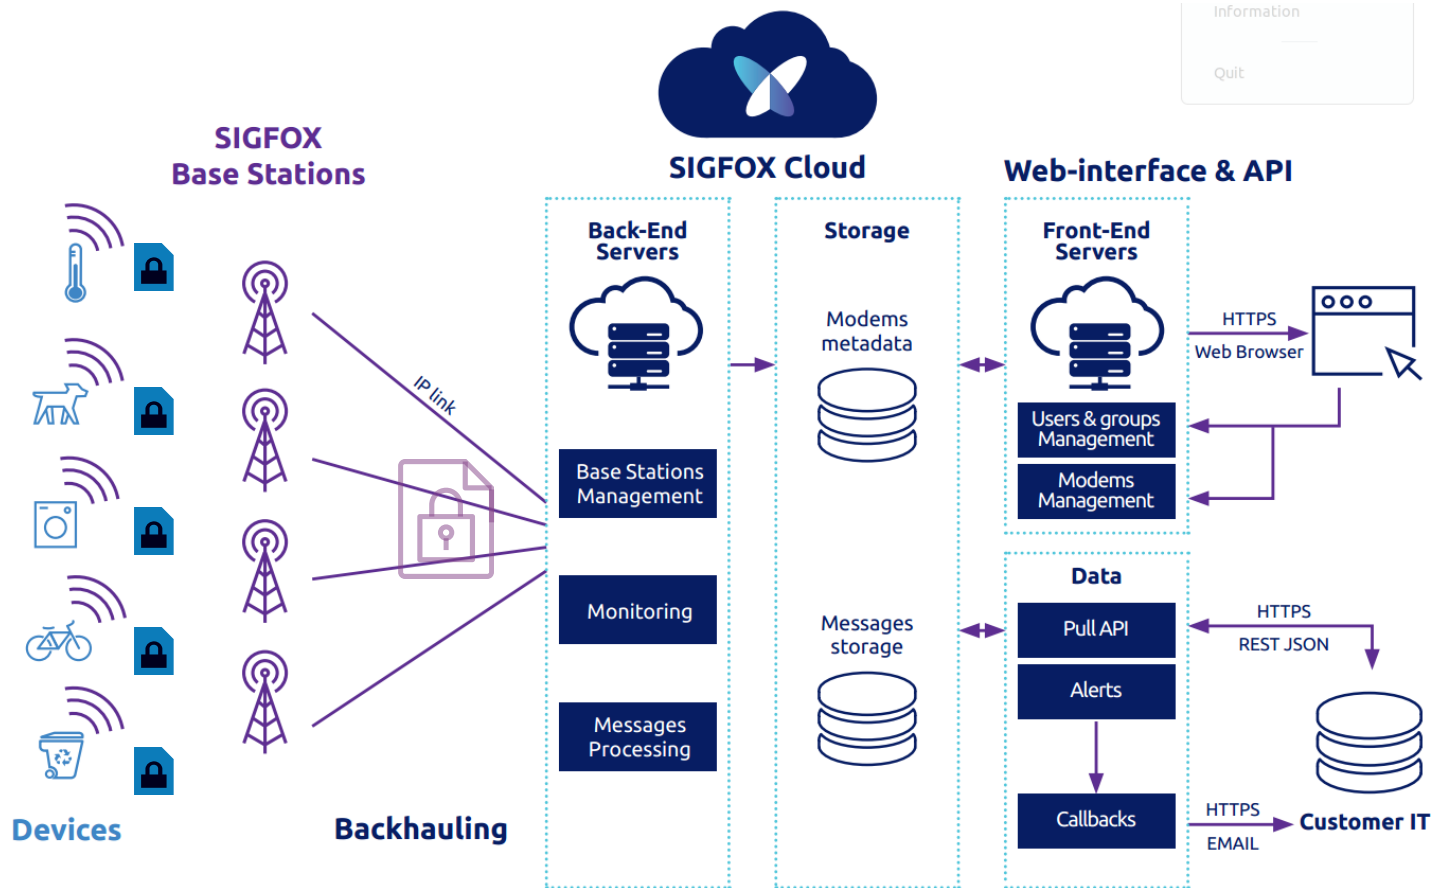 Information
Quit
SIGFOX
Base Stations
SIGFOX Cloud
Web-interface & API
Back-End
Servers
Storage
Front-End
Servers
Modems
metadata
HTTPS
Web Browser
IP link
Users & groups
Management
Base Stations
Management
Modems
Management
Data
Monitoring
Messages
storage
Pull API
HTTPS
REST JSON
Alerts
Messages
Processing
Callbacks
HTTPS
EMAIL
Customer IT
Devices
Backhauling